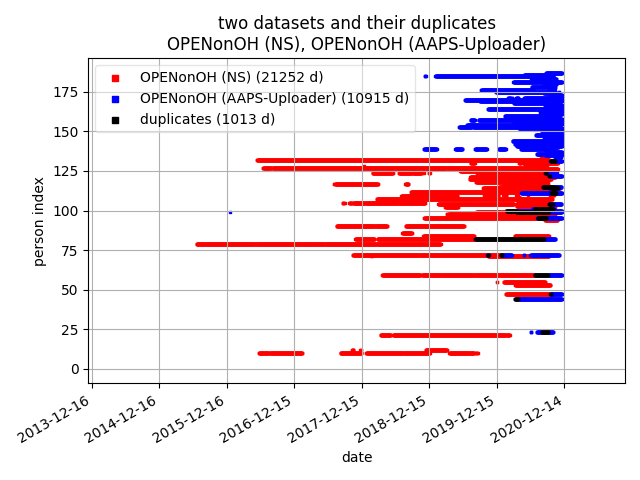 two datasets and their duplicates
OPENonOH (NS), OPENonOH (AAPS-Uploader)
OPENonOH (NS) (21252 d)
OPENonOH (AAPS-Uploader) (10915 d)
duplicates (1013 d)
person index
175
150
125
100
75
50
25
0
2013-12-16
2014-12-16
2015-12-16
2016-12-15
2017-12-15
2018-12-15
2019-12-15
2020-12-14
date